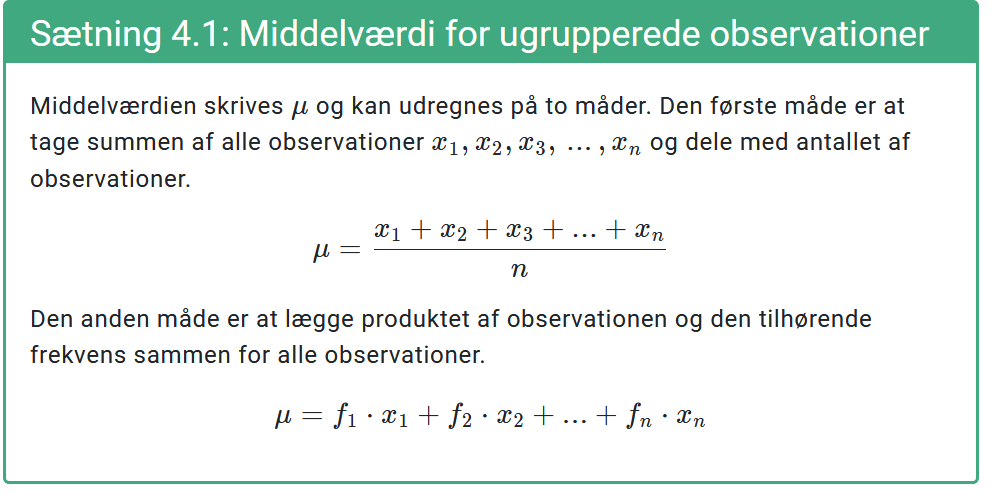 Sætning 4.1: Middelværdi for ugrupperede observationer
Middelværdien skrives μ og kan udregnes på to måder. Den første måde er at
tage summen af alle observationer x₁, x₂, x₃, ... , xₙ og dele med antallet af
observationer.
μ = (x₁ + x₂ + x₃ + ... + xₙ) / n
Den anden måde er at lægge produktet af observationen og den tilhørende
frekvens sammen for alle observationer.
μ = f₁ · x₁ + f₂ · x₂ + ... + fₙ · xₙ